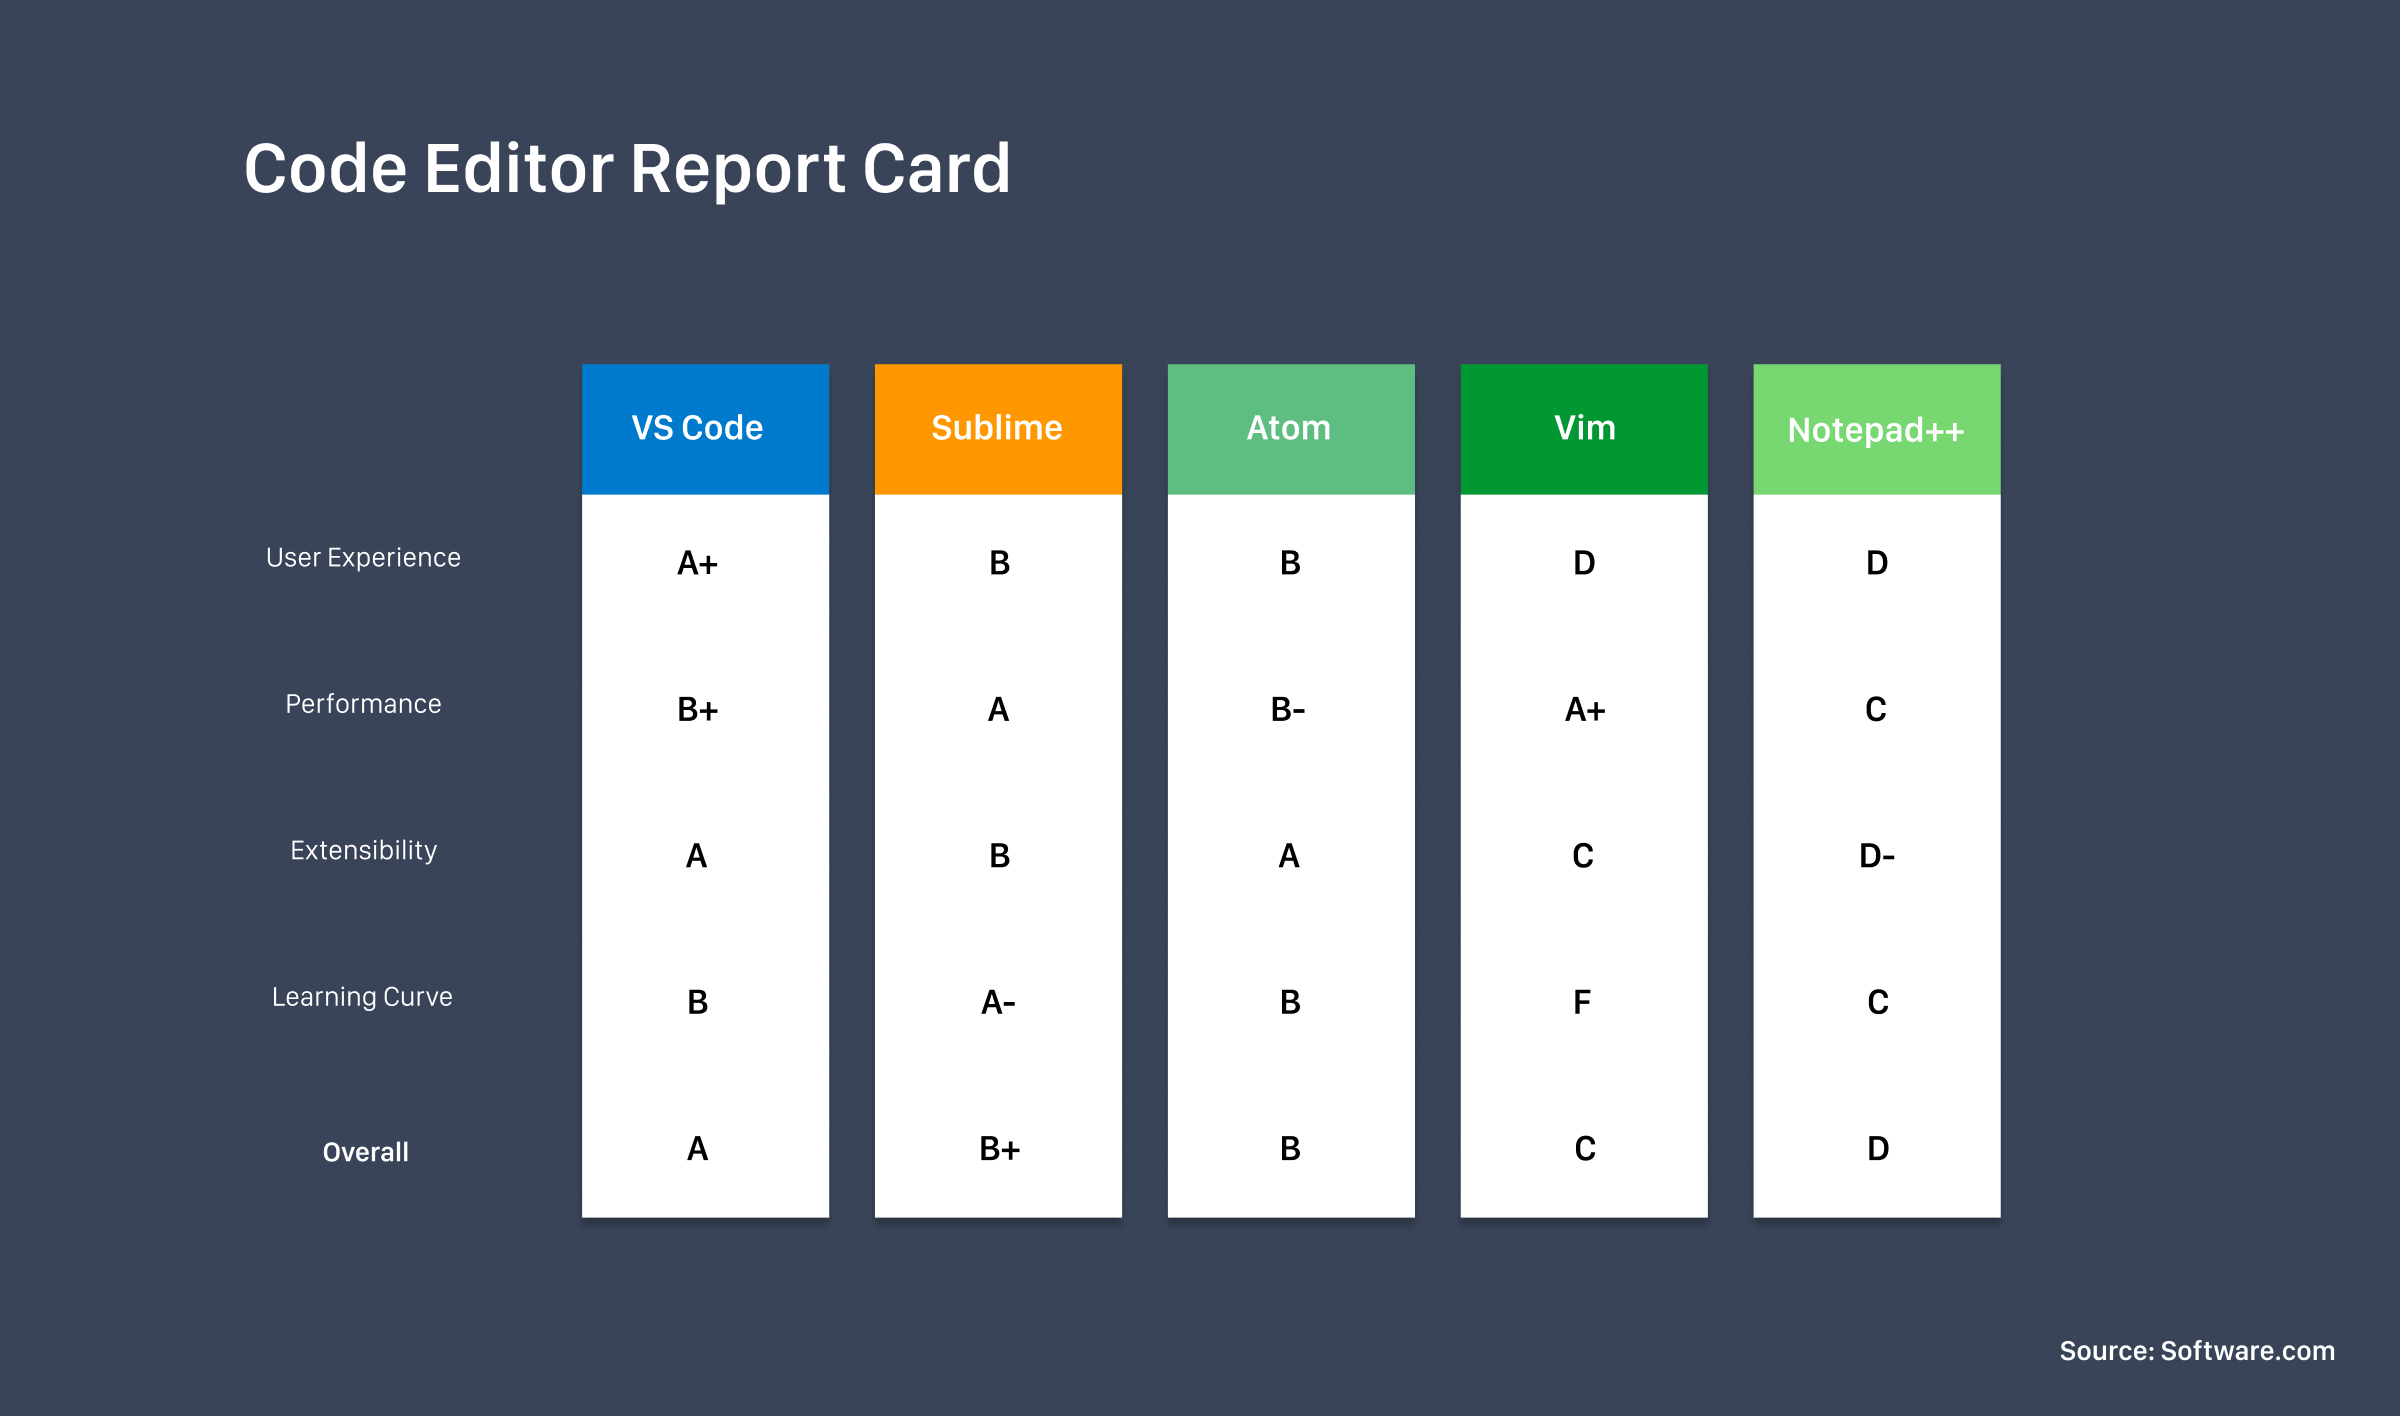 Code Editor Report Card
VS Code Sublime Atom Vim Notepad++
User Experience A+ B B D D
Performance B+ A B- A+ C
Extensibility A B A C D-
Learning Curve B A- B F C
Overall A B+ B C D
Source: Software.com